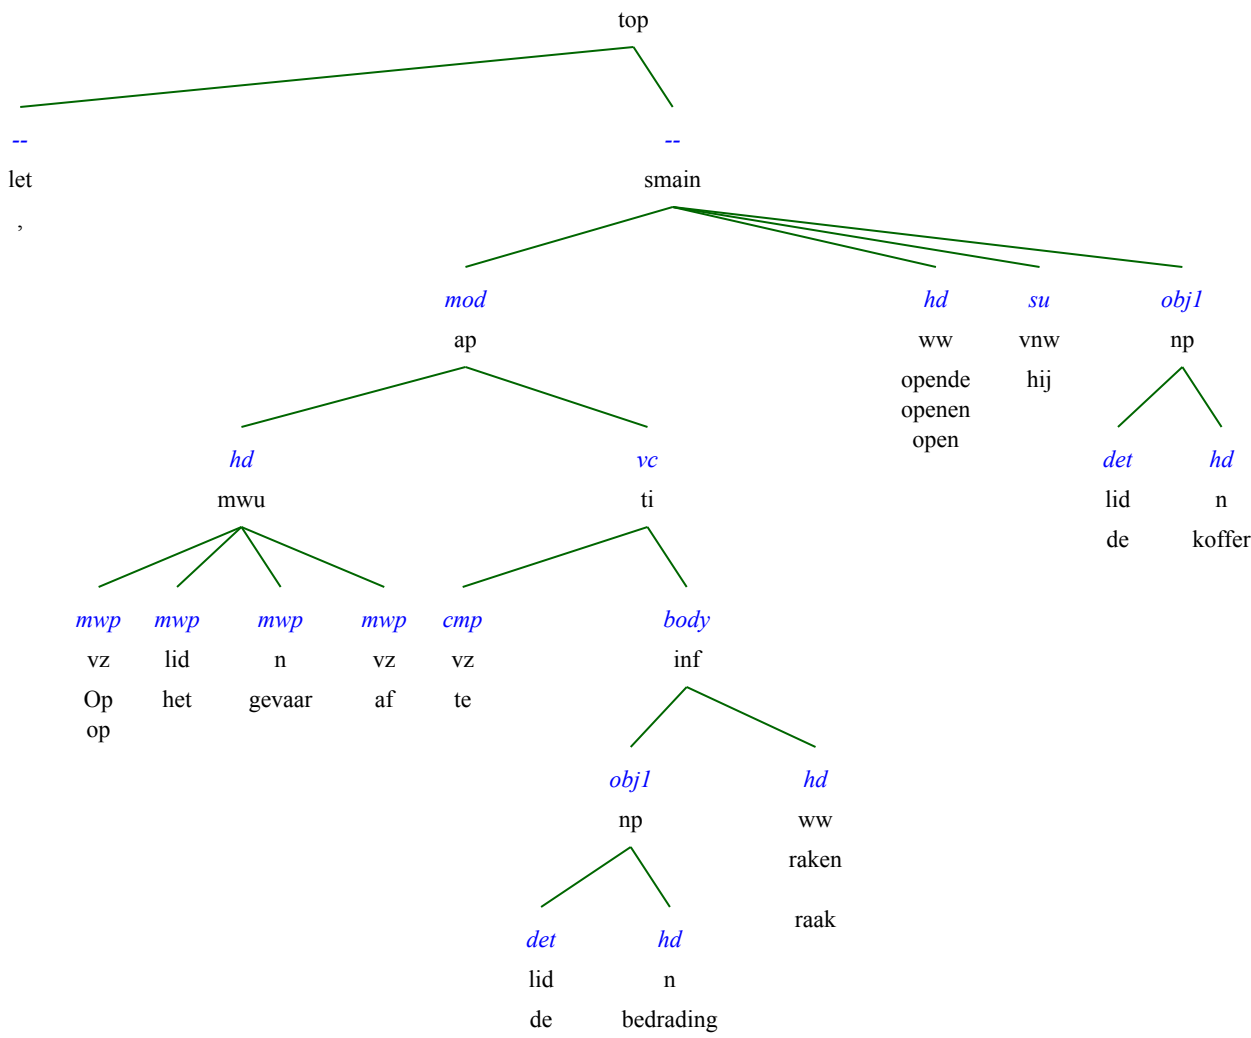 top
-- --
let smain
,
mod hd su obj1
ap ww vnw np
opende hij
openen
open
hd vc det hd
mwu ti lid n
de koffer
mwp mwp mwp mwp cmp body
vz lid n vz vz inf
Op het gevaar af te
op
obj1 hd
np ww
raken
raak
det hd
lid n
de bedrading